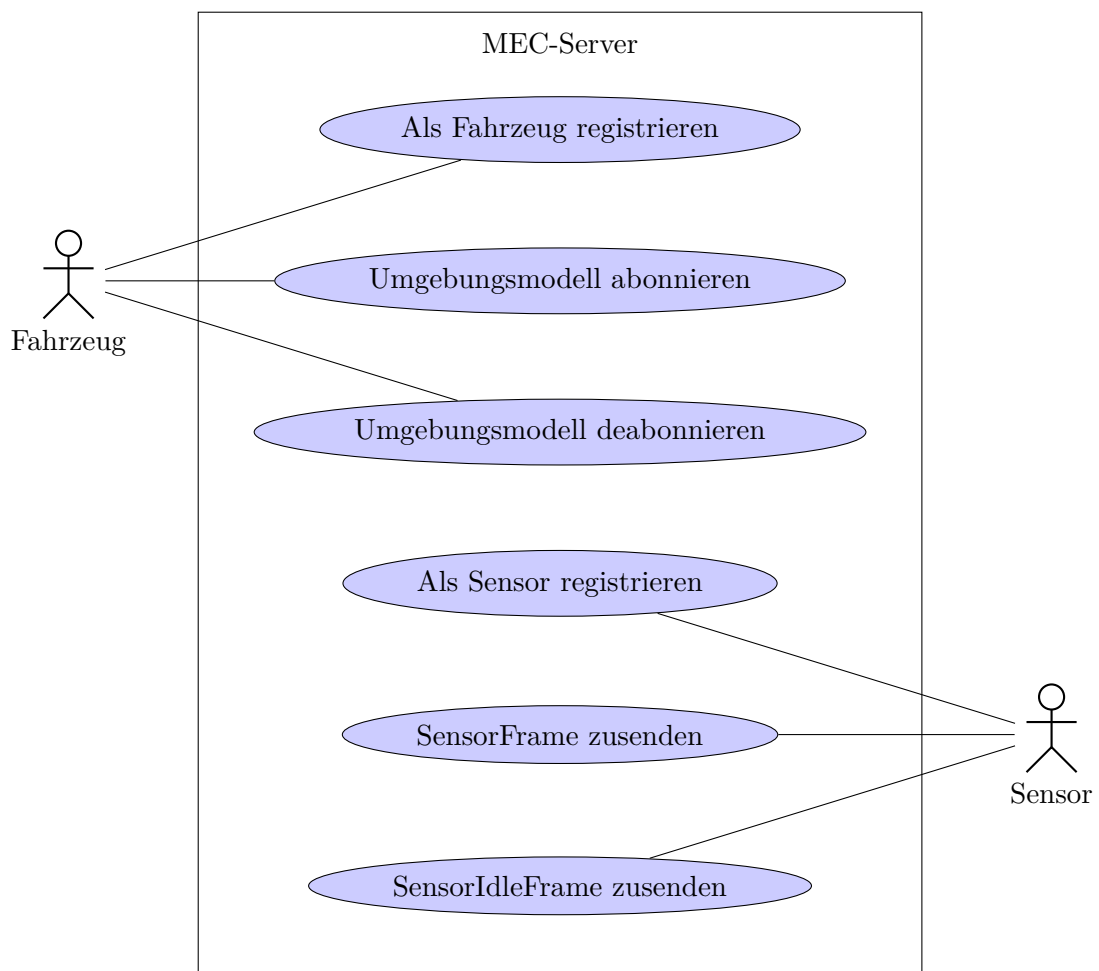 MEC-Server
Als Fahrzeug registrieren
Umgebungsmodell abonnieren
Fahrzeug
Umgebungsmodell deabonnieren
Als Sensor registrieren
SensorFrame zusenden
Sensor
SensorIdleFrame zusenden